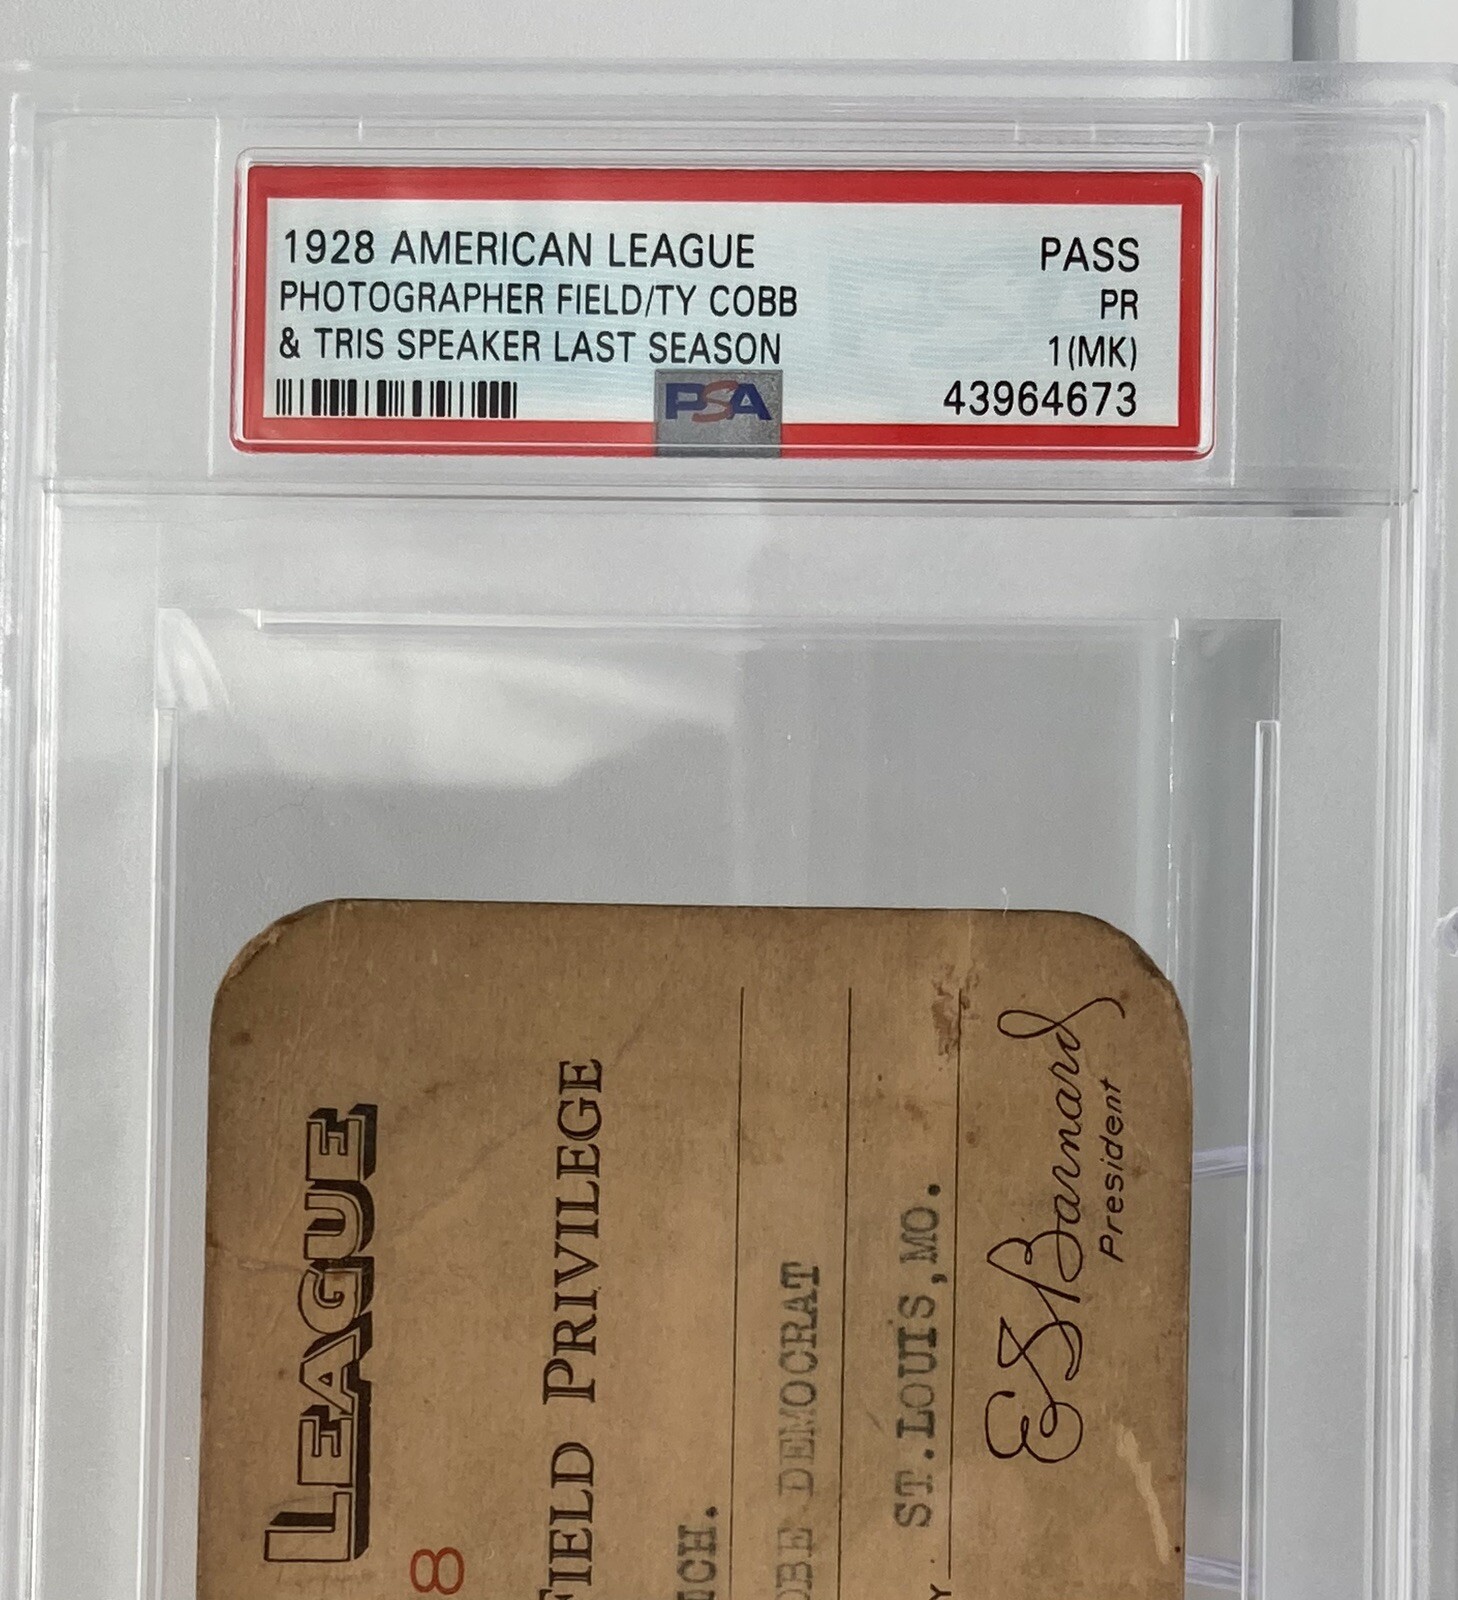 1928 AMERICAN LEAGUE PASS
PHOTOGRAPHER FIELD/TY COBB PR
& TRIS SPEAKER LAST SEASON 1(MK)
PSA 43964673
LEAGUE
8
FIELD PRIVILEGE
ICH.
OBE DEMOCRAT
Y ST.LOUIS,MO.
E S Barnard
President